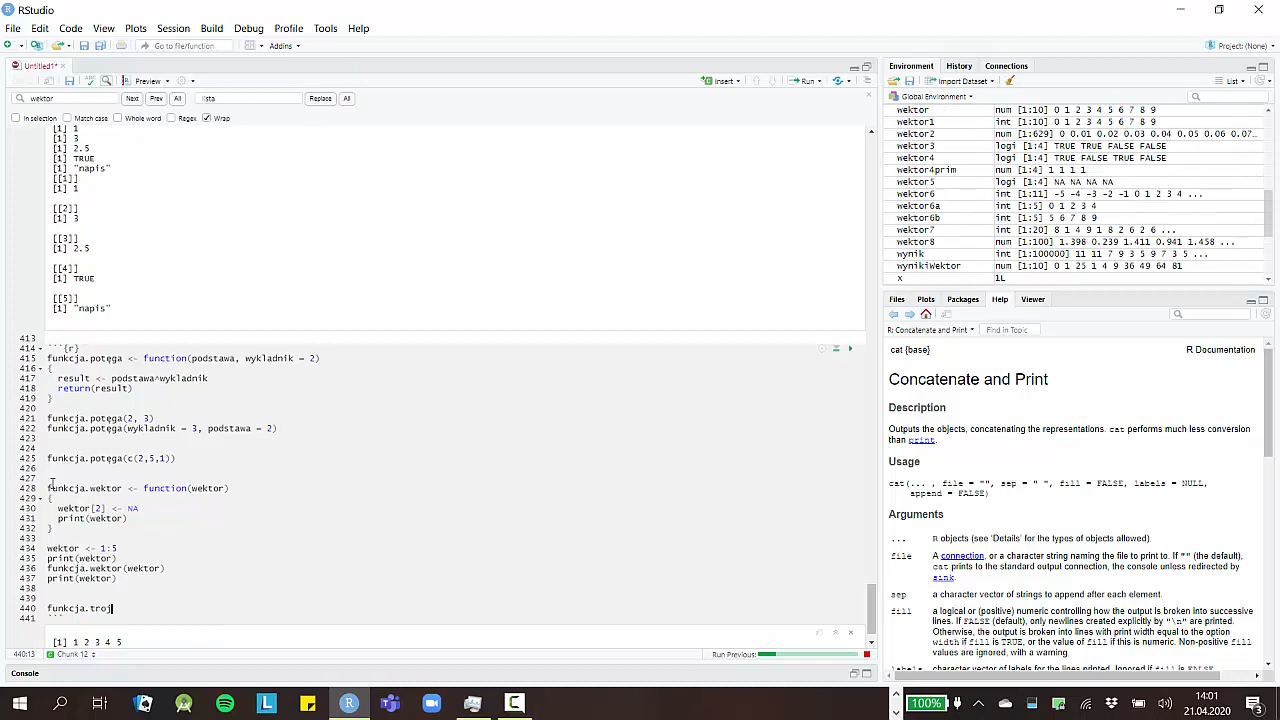 RStudio
File Edit Code View Plots Session Build Debug Profile Tools Help
Go to file/function
Addins
Project: (None)
Untitled1*
Preview
Insert
Run
wektor
Next Prev All
lista
Replace All
In selection Match case Whole word Regex Wrap
[1] 1
[1] 3
[1] 2.5
[1] TRUE
[1] "napis"
[[1]]
[1] 1
[[2]]
[1] 3
[[3]]
[1] 2.5
[[4]]
[1] TRUE
[[5]]
[1] "napis"
413
414 ```{r}
415 funkcja.potęga <- function(podstawa, wykladnik = 2)
416 {
417 result <- podstawa^wykladnik
418 return(result)
419 }
420
421 funkcja.potęga(2, 3)
422 funkcja.potęga(wykladnik = 3, podstawa = 2)
423
424
425 funkcja.potęga(c(2,5,1))
426
427
428 funkcja.wektor <- function(wektor)
429 {
430 wektor[2] <- NA
431 print(wektor)
432 }
433
434 wektor <- 1:5
435 print(wektor)
436 funkcja.wektor(wektor)
437 print(wektor)
438
439
440 funkcja.troj
441 ```
[1] 1 2 3 4 5
440:13 Chunk 12
Run Previous:
Console
Environment History Connections
Import Dataset
List
Global Environment
wektor num [1:10] 0 1 2 3 4 5 6 7 8 9
wektor1 int [1:10] 0 1 2 3 4 5 6 7 8 9
wektor2 num [1:629] 0 0.01 0.02 0.03 0.04 0.05 0.06 0.07...
wektor3 logi [1:4] TRUE TRUE FALSE FALSE
wektor4 logi [1:4] TRUE FALSE TRUE FALSE
wektor4prim num [1:4] 1 1 1 1
wektor5 logi [1:4] NA NA NA NA
wektor6 int [1:11] -5 -4 -3 -2 -1 0 1 2 3 4 ...
wektor6a int [1:5] 0 1 2 3 4
wektor6b int [1:5] 5 6 7 8 9
wektor7 int [1:20] 8 1 4 9 1 8 2 6 2 6 ...
wektor8 num [1:100] 1.398 0.239 1.411 0.941 1.458 ...
wynik int [1:100000] 11 11 7 9 3 5 9 7 3 5 ...
wynikiWektor num [1:10] 0 1 25 1 4 9 36 49 64 81
x 1L
Files Plots Packages Help Viewer
R: Concatenate and Print
Find in Topic
cat {base}
R Documentation
Concatenate and Print
Description
Outputs the objects, concatenating the representations. cat performs much less conversion
than print.
Usage
cat(... , file = "", sep = " ", fill = FALSE, labels = NULL,
append = FALSE)
Arguments
... R objects (see 'Details' for the types of objects allowed).
file A connection, or a character string naming the file to print to. If "" (the default),
cat prints to the standard output connection, the console unless redirected by
sink.
sep a character vector of strings to append after each element.
fill a logical or (positive) numeric controlling how the output is broken into successive
lines. If FALSE (default), only newlines created explicitly by "\n" are printed.
Otherwise, the output is broken into lines with print width equal to the option
width if fill is TRUE, or the value of fill if this is numeric. Non-positive fill
values are ignored, with a warning.
labels character vector of labels for the lines printed. Ignored if fill is FALSE
100%
14:01
21.04.2020
3